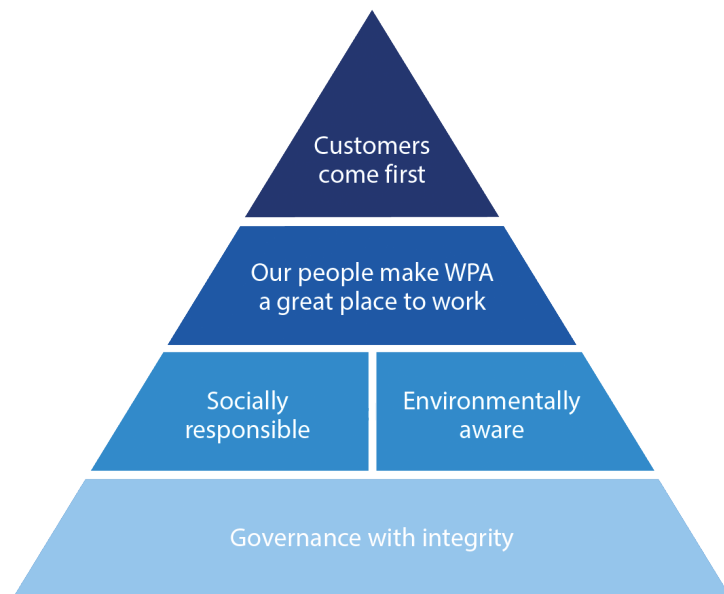 Customers
come first
Our people make WPA
a great place to work
Socially
responsible
Environmentally
aware
Governance with integrity